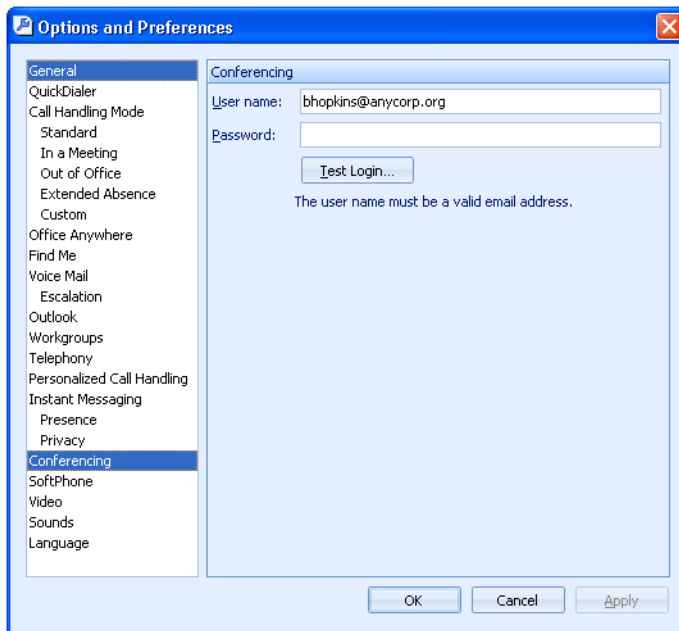 Options and Preferences
General
QuickDialer
Call Handling Mode
Standard
In a Meeting
Out of Office
Extended Absence
Custom
Office Anywhere
Find Me
Voice Mail
Escalation
Outlook
Workgroups
Telephony
Personalized Call Handling
Instant Messaging
Presence
Privacy
Conferencing
SoftPhone
Video
Sounds
Language
Conferencing
User name: bhopkins@anycorp.org
Password:
Test Login...
The user name must be a valid email address.
OK Cancel Apply